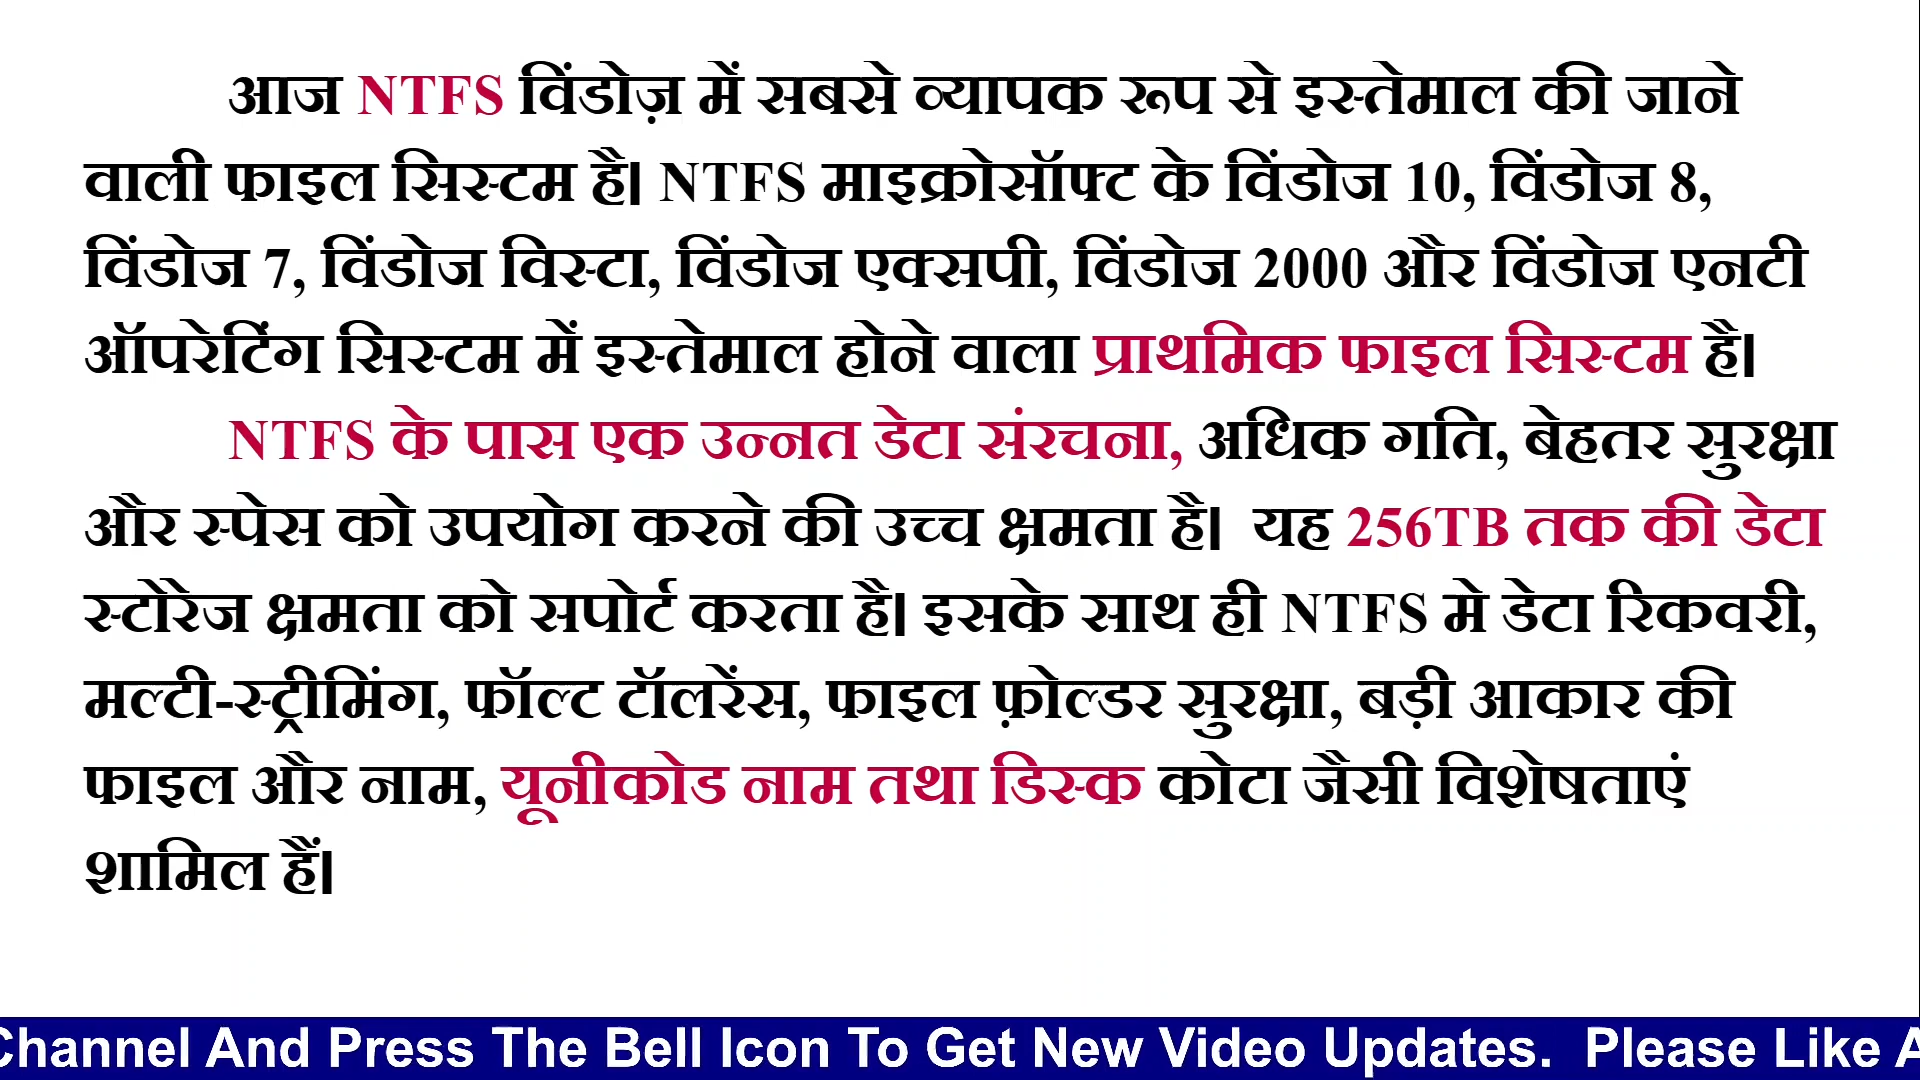 आज NTFS विंडोज़ में सबसे व्यापक रूप से इस्तेमाल की जाने
वाली फाइल सिस्टम है। NTFS माइक्रोसॉफ्ट के विंडोज 10, विंडोज 8,
विंडोज 7, विंडोज विस्टा, विंडोज एक्सपी, विंडोज 2000 और विंडोज एनटी
ऑपरेटिंग सिस्टम में इस्तेमाल होने वाला प्राथमिक फाइल सिस्टम है।
NTFS के पास एक उन्नत डेटा संरचना, अधिक गति, बेहतर सुरक्षा
और स्पेस को उपयोग करने की उच्च क्षमता है। यह 256TB तक की डेटा
स्टोरेज क्षमता को सपोर्ट करता है। इसके साथ ही NTFS मे डेटा रिकवरी,
मल्टी-स्ट्रीमिंग, फॉल्ट टॉलरेंस, फाइल फ़ोल्डर सुरक्षा, बड़ी आकार की
फाइल और नाम, यूनीकोड नाम तथा डिस्क कोटा जैसी विशेषताएं
शामिल हैं।
Channel And Press The Bell Icon To Get New Video Updates. Please Like A